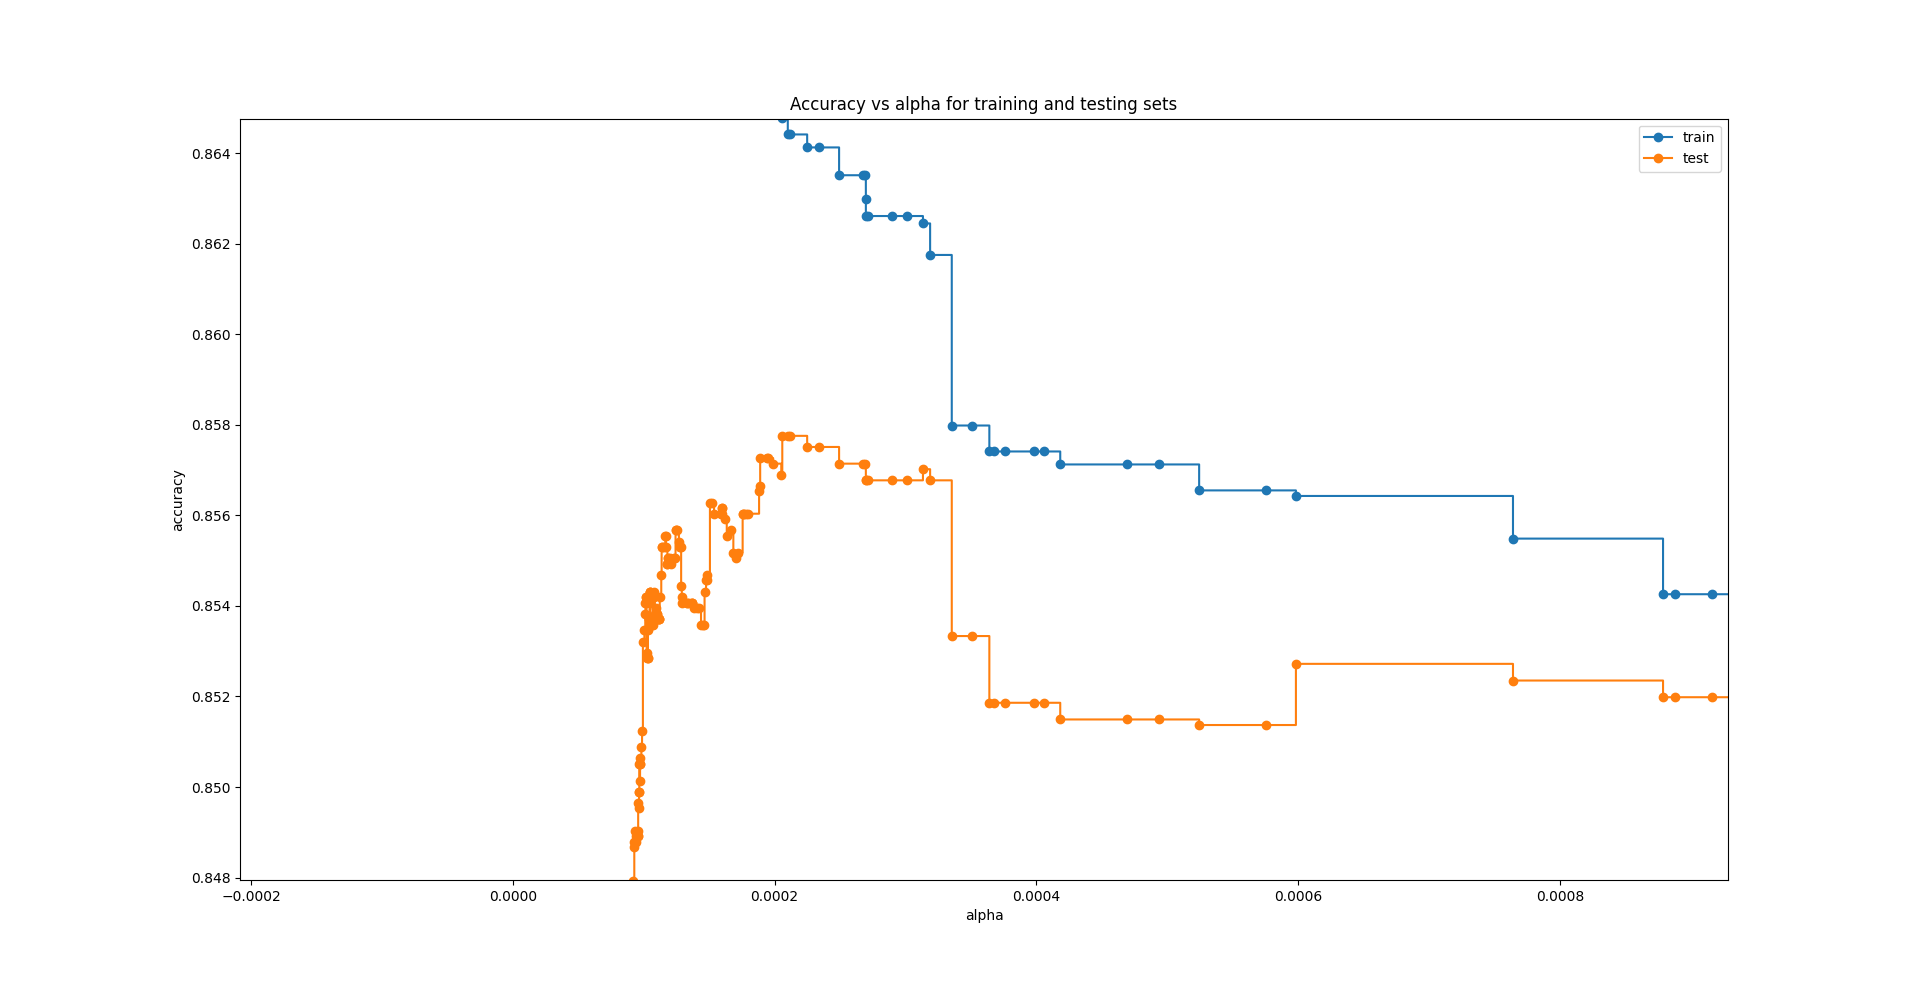 Accuracy vs alpha for training and testing sets
train
test
accuracy
0.864
0.862
0.860
0.858
0.856
0.854
0.852
0.850
0.848
−0.0002 0.0000 0.0002 0.0004 0.0006 0.0008
alpha